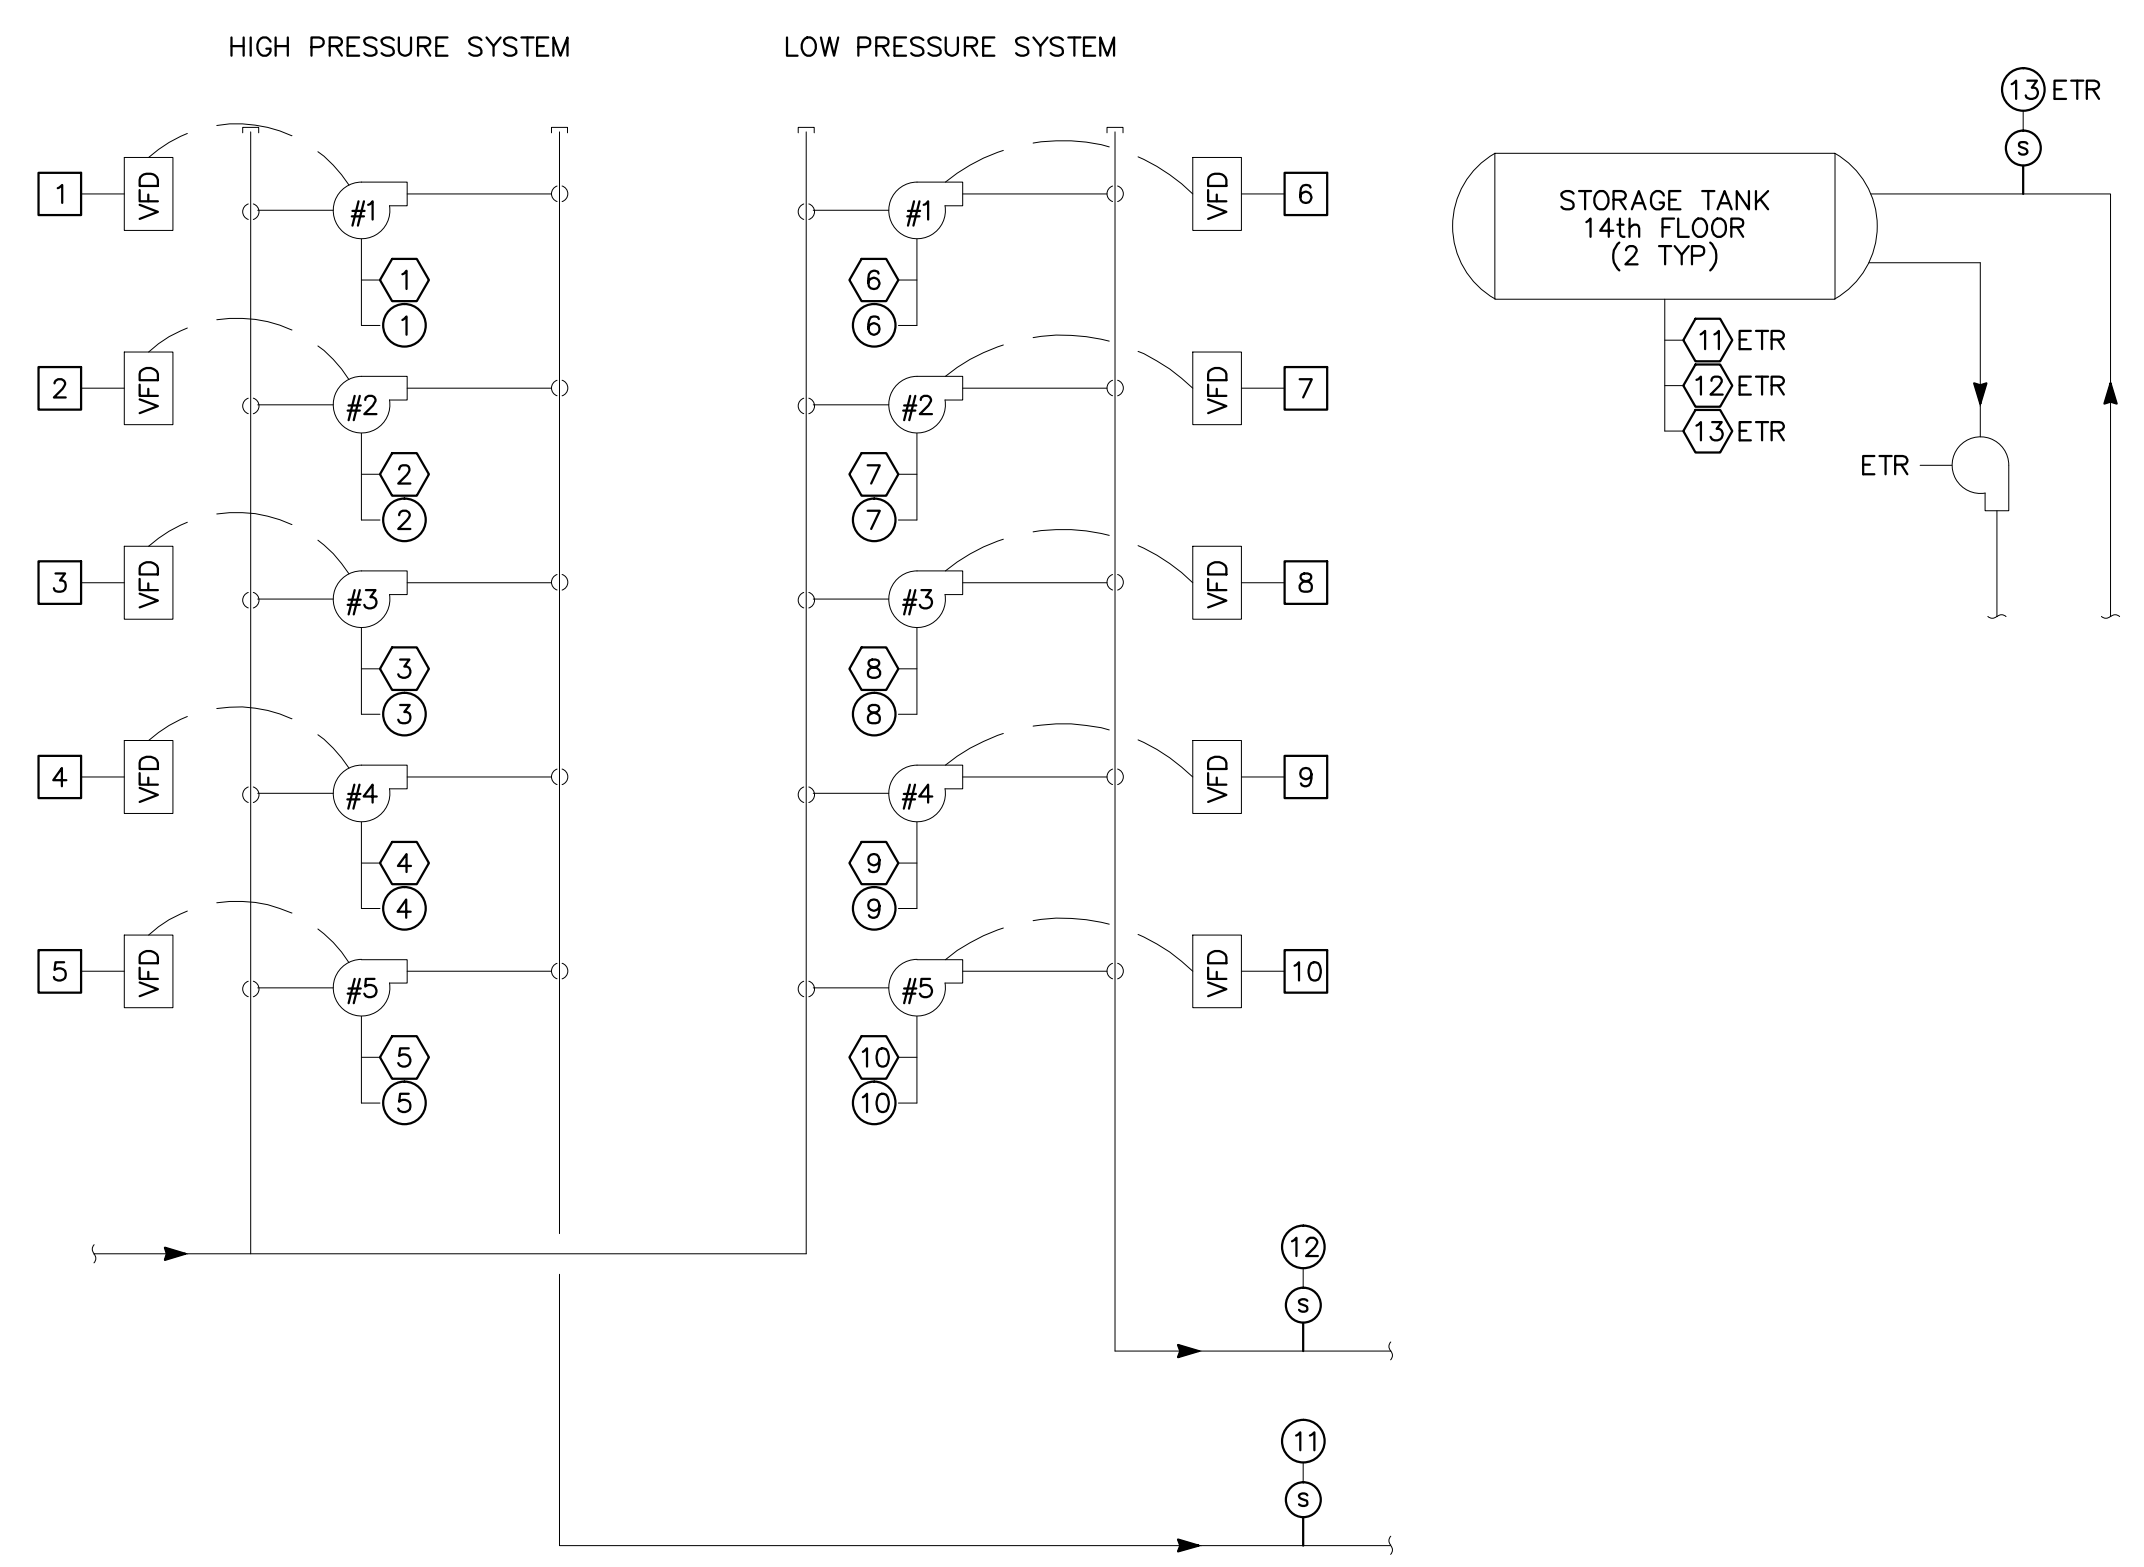 HIGH PRESSURE SYSTEM
LOW PRESSURE SYSTEM
13 ETR
S
1
VFD
#1
1
1
#1
6
6
VFD
6
STORAGE TANK
14th FLOOR
(2 TYP)
11 ETR
12 ETR
13 ETR
ETR
2
VFD
#2
2
2
#2
7
7
VFD
7
3
VFD
#3
3
3
#3
8
8
VFD
8
4
VFD
#4
4
4
#4
9
9
VFD
9
5
VFD
#5
5
5
#5
10
10
VFD
10
12
S
11
S